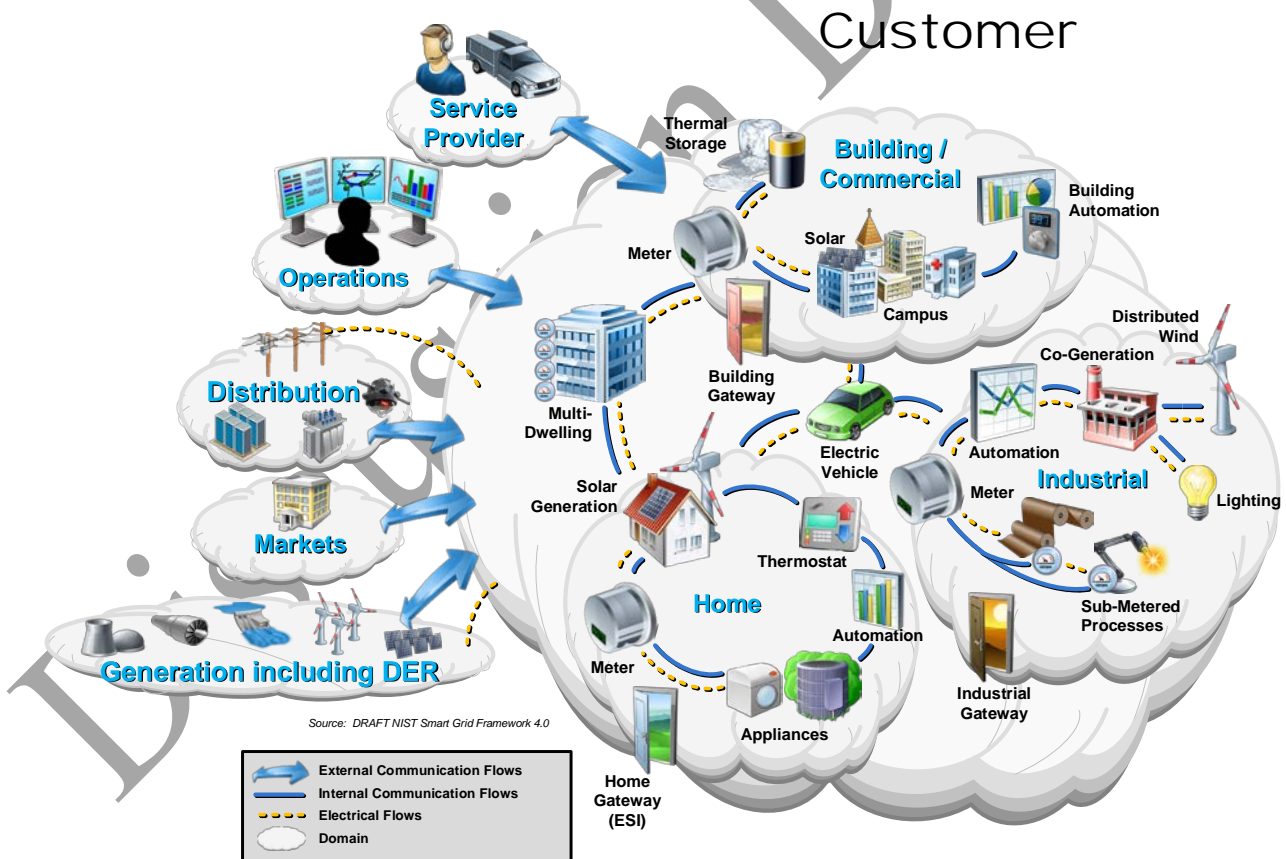 Customer
Service
Provider
Thermal
Storage
Building /
Commercial
Building
Automation
Meter
Solar
Campus
Operations
Building
Gateway
Distributed
Wind
Co-Generation
Distribution
Multi-
Dwelling
Electric
Vehicle
Automation
Industrial
Meter
Lighting
Solar
Generation
Markets
Thermostat
Home
Automation
Sub-Metered
Processes
Meter
Generation including DER
Industrial
Gateway
Appliances
Home
Gateway
(ESI)
Source: DRAFT NIST Smart Grid Framework 4.0
External Communication Flows
Internal Communication Flows
Electrical Flows
Domain